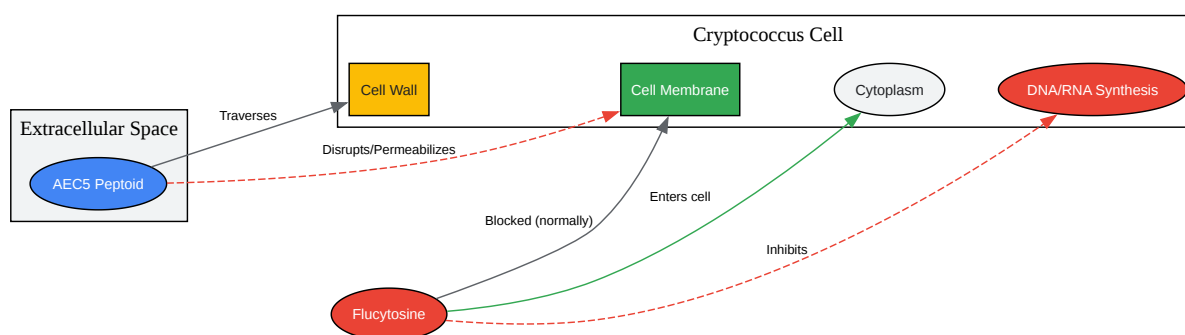 Cryptococcus Cell
Cell Wall
Cell Membrane
Cytoplasm
DNA/RNA Synthesis
Traverses
Extracellular Space
Disrupts/Permeabilizes
AEC5 Peptoid
Enters cell
Blocked (normally)
Inhibits
Flucytosine